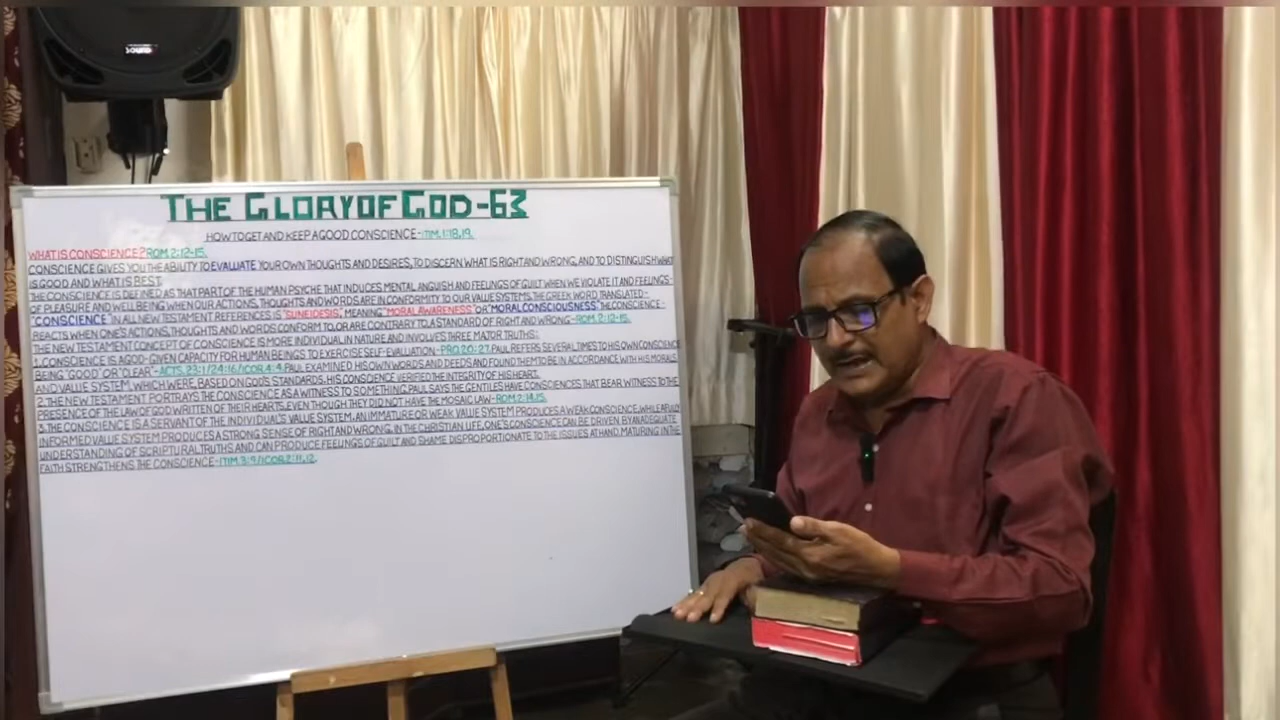 THE GLORY OF GOD-63
HOW TO GET AND KEEP A GOOD CONSCIENCE-1TIM.1:18,19.
WHAT IS CONSCIENCE? ROM.2:12-15.
CONSCIENCE GIVES YOU THE ABILITY TO EVALUATE YOUR OWN THOUGHTS AND DESIRES, TO DISCERN WHAT IS RIGHT AND WRONG, AND TO DISTINGUISH WHAT
IS GOOD AND WHAT IS BEST.
THE CONSCIENCE IS DEFINED AS THAT PART OF THE HUMAN PSYCHE THAT INDUCES MENTAL ANGUISH AND FEELINGS OF GUILT WHEN WE VIOLATE IT AND FEELINGS-
OF PLEASURE AND WELL BEING WHEN OUR ACTIONS, THOUGHTS AND WORDS ARE IN CONFORMITY TO OUR VALUE SYSTEMS. THE GREEK WORD TRANSLATED-
"CONSCIENCE" IN ALL NEW TESTAMENT REFERENCES IS "SUNEIDESIS", MEANING "MORAL AWARENESS" OR "MORAL CONSCIOUSNESS". THE CONSCIENCE-
REACTS WHEN ONE'S ACTIONS, THOUGHTS AND WORDS CONFORM TO, OR ARE CONTRARY TO, A STANDARD OF RIGHT AND WRONG-ROM.2:12-15.
THE NEW TESTAMENT CONCEPT OF CONSCIENCE IS MORE INDIVIDUAL IN NATURE AND INVOLVES THREE MAJOR TRUTHS:
1.CONSCIENCE IS A GOD-GIVEN CAPACITY FOR HUMAN BEINGS TO EXERCISE SELF-EVALUATION-PRO.20:27. PAUL REFERS SEVERAL TIMES TO HIS OWN CONSCIENCE
BEING "GOOD" OR "CLEAR"-ACTS.23:1/24:16/1COR.4:4. PAUL EXAMINED HIS OWN WORDS AND DEEDS AND FOUND THEM TO BE IN ACCORDANCE WITH HIS MORALS
AND VALUE SYSTEM, WHICH WERE, BASED ON GOD'S STANDARDS. HIS CONSCIENCE VERIFIED THE INTEGRITY OF HIS HEART.
2.THE NEW TESTAMENT PORTRAYS THE CONSCIENCE AS A WITNESS TO SOMETHING. PAUL SAYS THE GENTILES HAVE CONSCIENCES THAT BEAR WITNESS TO THE
PRESENCE OF THE LAW OF GOD WRITTEN OF THEIR HEARTS, EVEN THOUGH THEY DID NOT HAVE THE MOSAIC LAW-ROM.2:14,15.
3.THE CONSCIENCE IS A SERVANT OF THE INDIVIDUAL'S VALUE SYSTEM. AN IMMATURE OR WEAK VALUE SYSTEM PRODUCES A WEAK CONSCIENCE, WHILE A FULLY
INFORMED VALUE SYSTEM PRODUCES A STRONG SENSE OF RIGHT AND WRONG. IN THE CHRISTIAN LIFE, ONE'S CONSCIENCE CAN BE DRIVEN BY AN ADEQUATE
UNDERSTANDING OF SCRIPTURAL TRUTHS AND CAN PRODUCE FEELINGS OF GUILT AND SHAME DISPROPORTIONATE TO THE ISSUES AT HAND. MATURING IN THE
FAITH STRENGTHENS THE CONSCIENCE-1TIM.3:9/1COR.2:11,12.